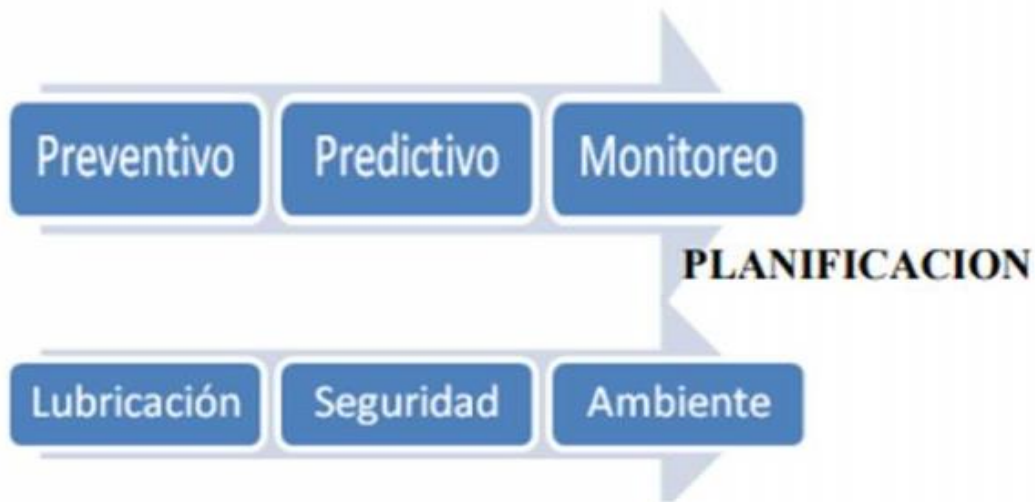 Preventivo Predictivo Monitoreo
PLANIFICACION
Lubricación Seguridad Ambiente